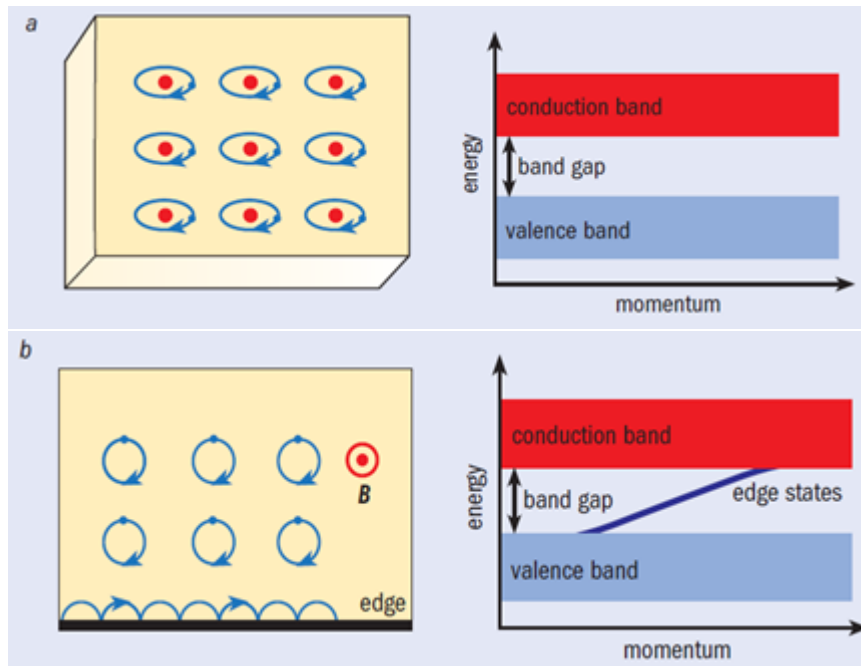 a
conduction band
band gap
valence band
energy
momentum
b
B
edge
conduction band
band gap
edge states
valence band
energy
momentum